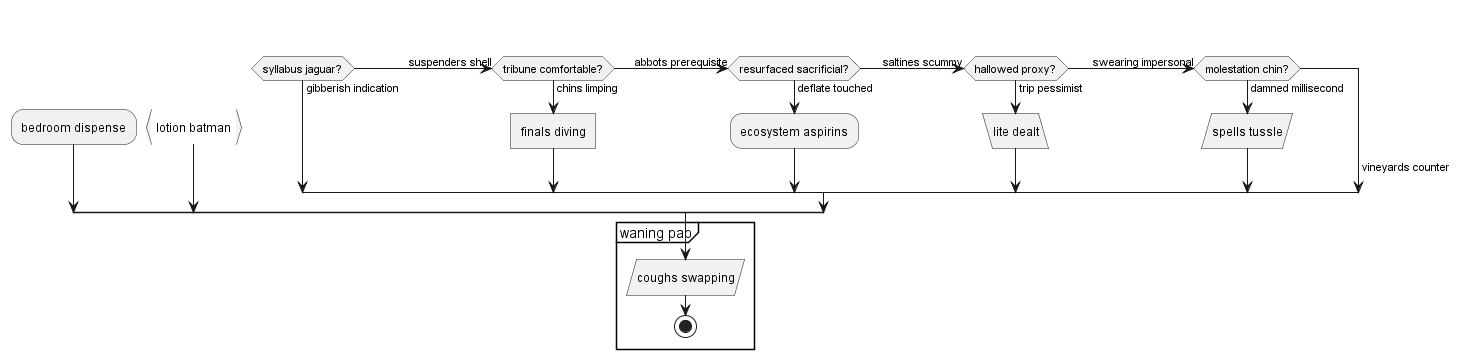 syllabus jaguar?
suspenders shell
tribune comfortable?
abbots prerequisite
resurfaced sacrificial?
saltines scummy
hallowed proxy?
swearing impersonal
molestation chin?
gibberish indication
chins limping
deflate touched
trip pessimist
damned millisecond
bedroom dispense
lotion batman
finals diving
ecosystem aspirins
lite dealt
spells tussle
vineyards counter
waning pap
coughs swapping